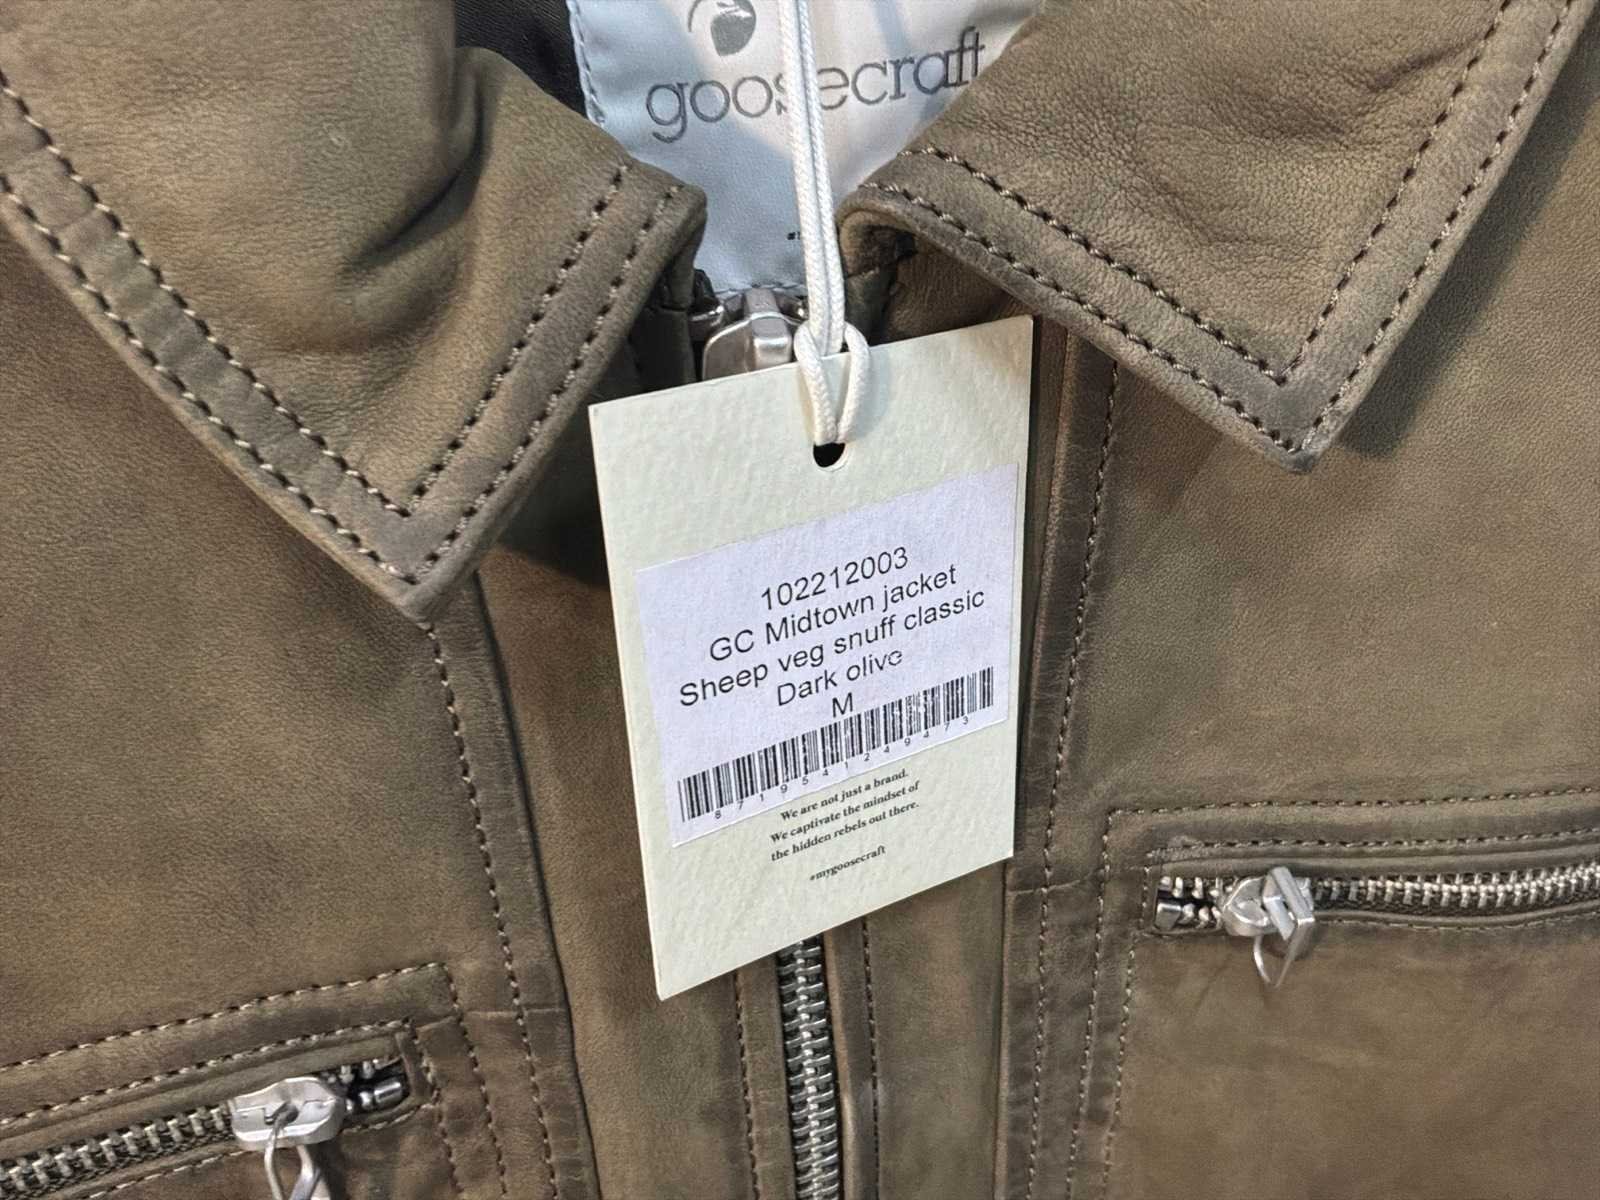 goosecraft
102212003
GC Midtown jacket
Sheep veg snuff classic
Dark olive
M
8719541249473
We are not just a brand.
We captivate the mindset of
the hidden rebels out there.
#mygoosecraft